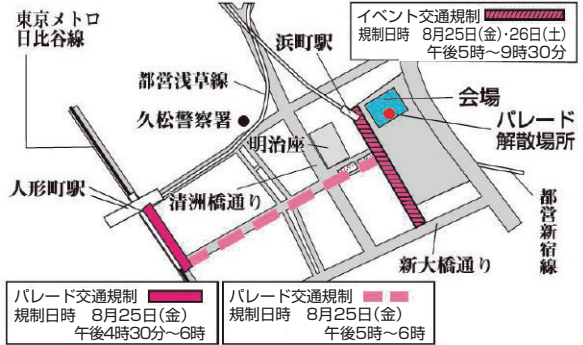 東京メトロ
日比谷線
イベント交通規制
規制日時 8月25日(金)・26日(土)
午後5時～9時30分
浜町駅
都営浅草線
会場
久松警察署
パレード
解散場所
明治座
人形町駅
清洲橋通り
都営新宿線
新大橋通り
パレード交通規制
規制日時 8月25日(金)
午後4時30分～6時
パレード交通規制
規制日時 8月25日(金)
午後5時～6時